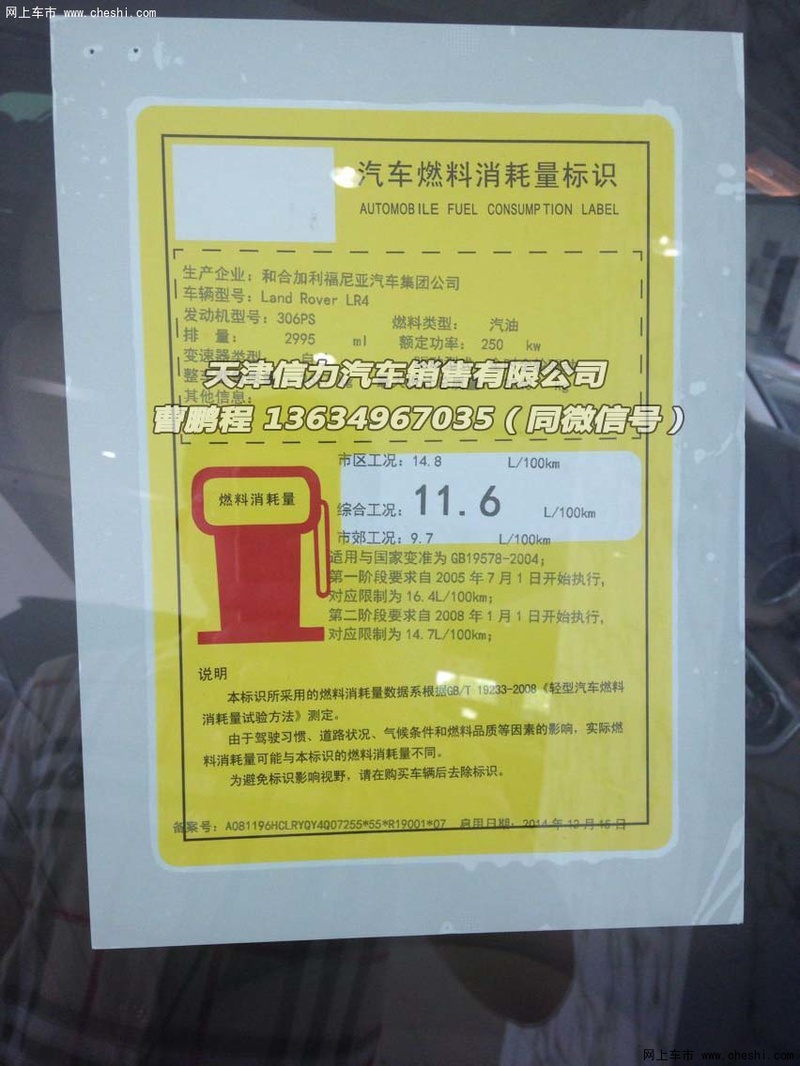 网上车市 www.cheshi.com
汽车燃料消耗量标识
AUTOMOBILE FUEL CONSUMPTION LABEL
生产企业：和合加利福尼亚汽车集团公司
车辆型号：Land Rover LR4
发动机型号：306PS 燃料类型： 汽油
排 量： 2995 ml 额定功率： 250 kw
变速器类型： 自
天津信力汽车销售有限公司
其他信息：
曹鹏程 13634967035（同微信号）
市区工况：14.8 L/100km
燃料消耗量
综合工况：11.6 L/100km
市郊工况：9.7 L/100km
适用与国家变准为GB19578-2004；
第一阶段要求自2005年7月1日开始执行，
对应限制为16.4L/100km；
第二阶段要求自2008年1月1日开始执行，
对应限制为14.7L/100km；
说明
本标识所采用的燃料消耗量数据系根据GB/T 19233-2008《轻型汽车燃料
消耗量试验方法》测定。
由于驾驶习惯、道路状况、气候条件和燃料品质等因素的影响，实际燃
料消耗量可能与本标识的燃料消耗量不同。
为避免标识影响视野，请在购买车辆后去除标识。
备案号：A081196HCLRYQY4Q07255*55*R19001*07 启用日期：2014年12月15日
网上车市 www.cheshi.com